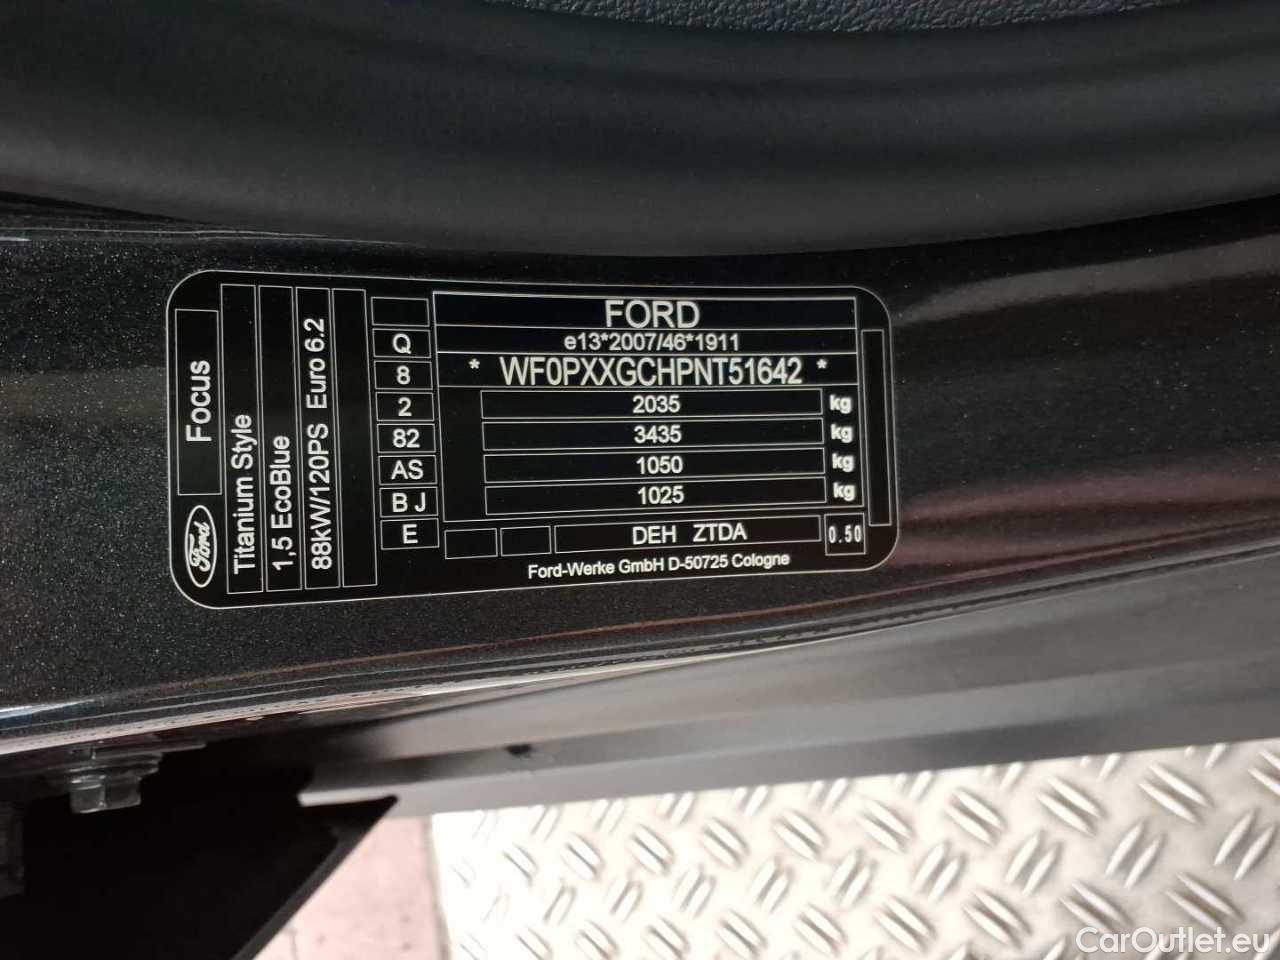 FORD
e13*2007/46*1911
* WF0PXXGCHPNT51642 *
2035 kg
3435 kg
1050 kg
1025 kg
DEH ZTDA 0.50
Ford-Werke GmbH D-50725 Cologne
Q
8
2
82
AS
B J
E
Ford Focus
Titanium Style
1,5 EcoBlue
88kW/120PS Euro 6.2
CarOutlet.eu